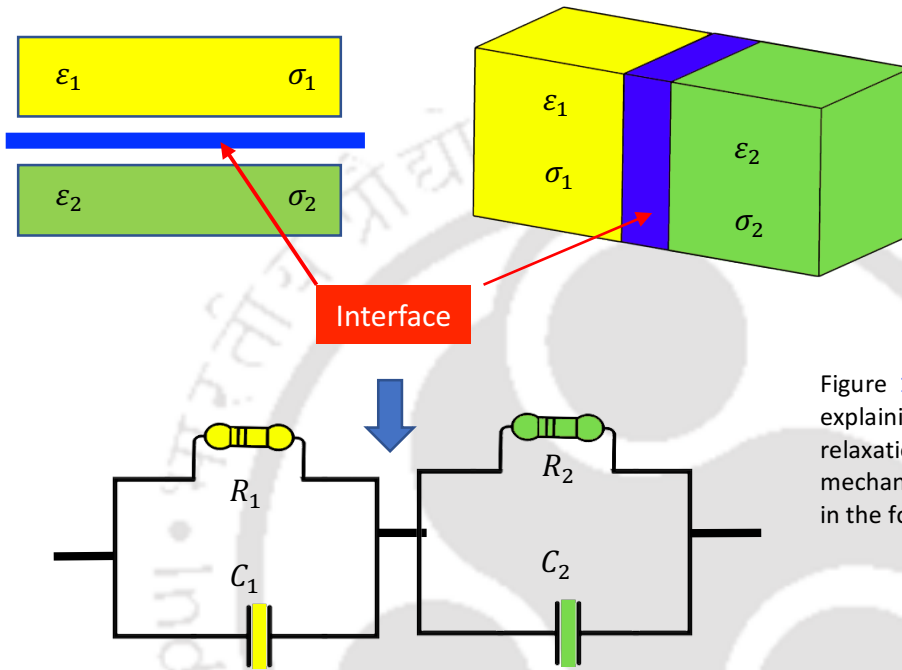 ε₁ σ₁
ε₂ σ₂
ε₁
σ₁
ε₂
σ₂
Interface
R₁
C₁
R₂
C₂
Figure
explaini
relaxatio
mechan
in the fo